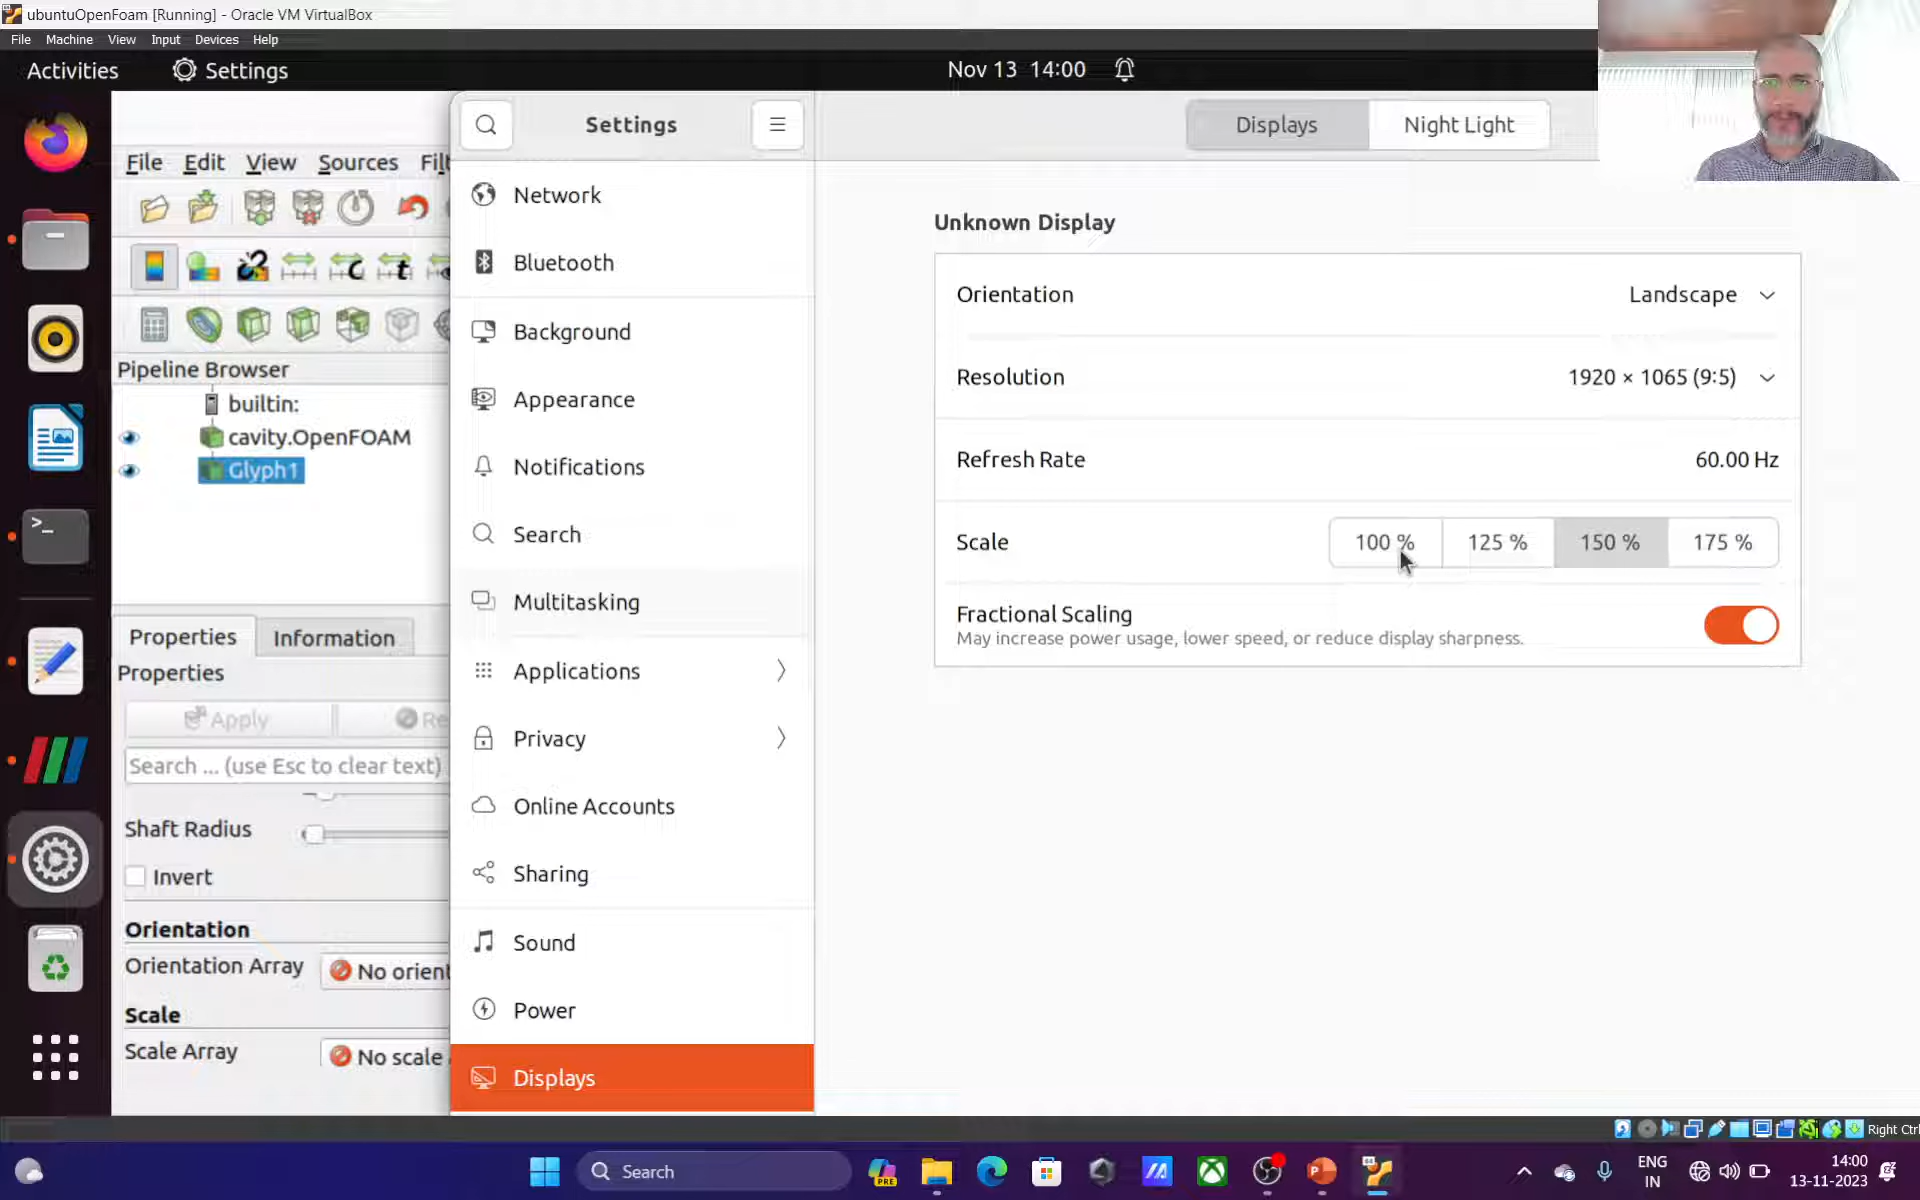 ubuntuOpenFoam [Running] - Oracle VM VirtualBox
File Machine View Input Devices Help
Activities Settings Nov 13 14:00
Settings Displays Night Light
File Edit View Sources
Network
Bluetooth
Background
Appearance
Notifications
Search
Multitasking
Applications
Privacy
Online Accounts
Sharing
Sound
Power
Displays
Pipeline Browser
builtin:
cavity.OpenFOAM
Glyph1
Properties Information
Properties
Apply
Search ... (use Esc to clear text)
Shaft Radius
Invert
Orientation
Orientation Array No orient
Scale
Scale Array No scale
Unknown Display
Orientation Landscape
Resolution 1920 × 1065 (9:5)
Refresh Rate 60.00 Hz
Scale 100 % 125 % 150 % 175 %
Fractional Scaling
May increase power usage, lower speed, or reduce display sharpness.
Right Ctrl
Search
PRE
ENG
IN
14:00
13-11-2023